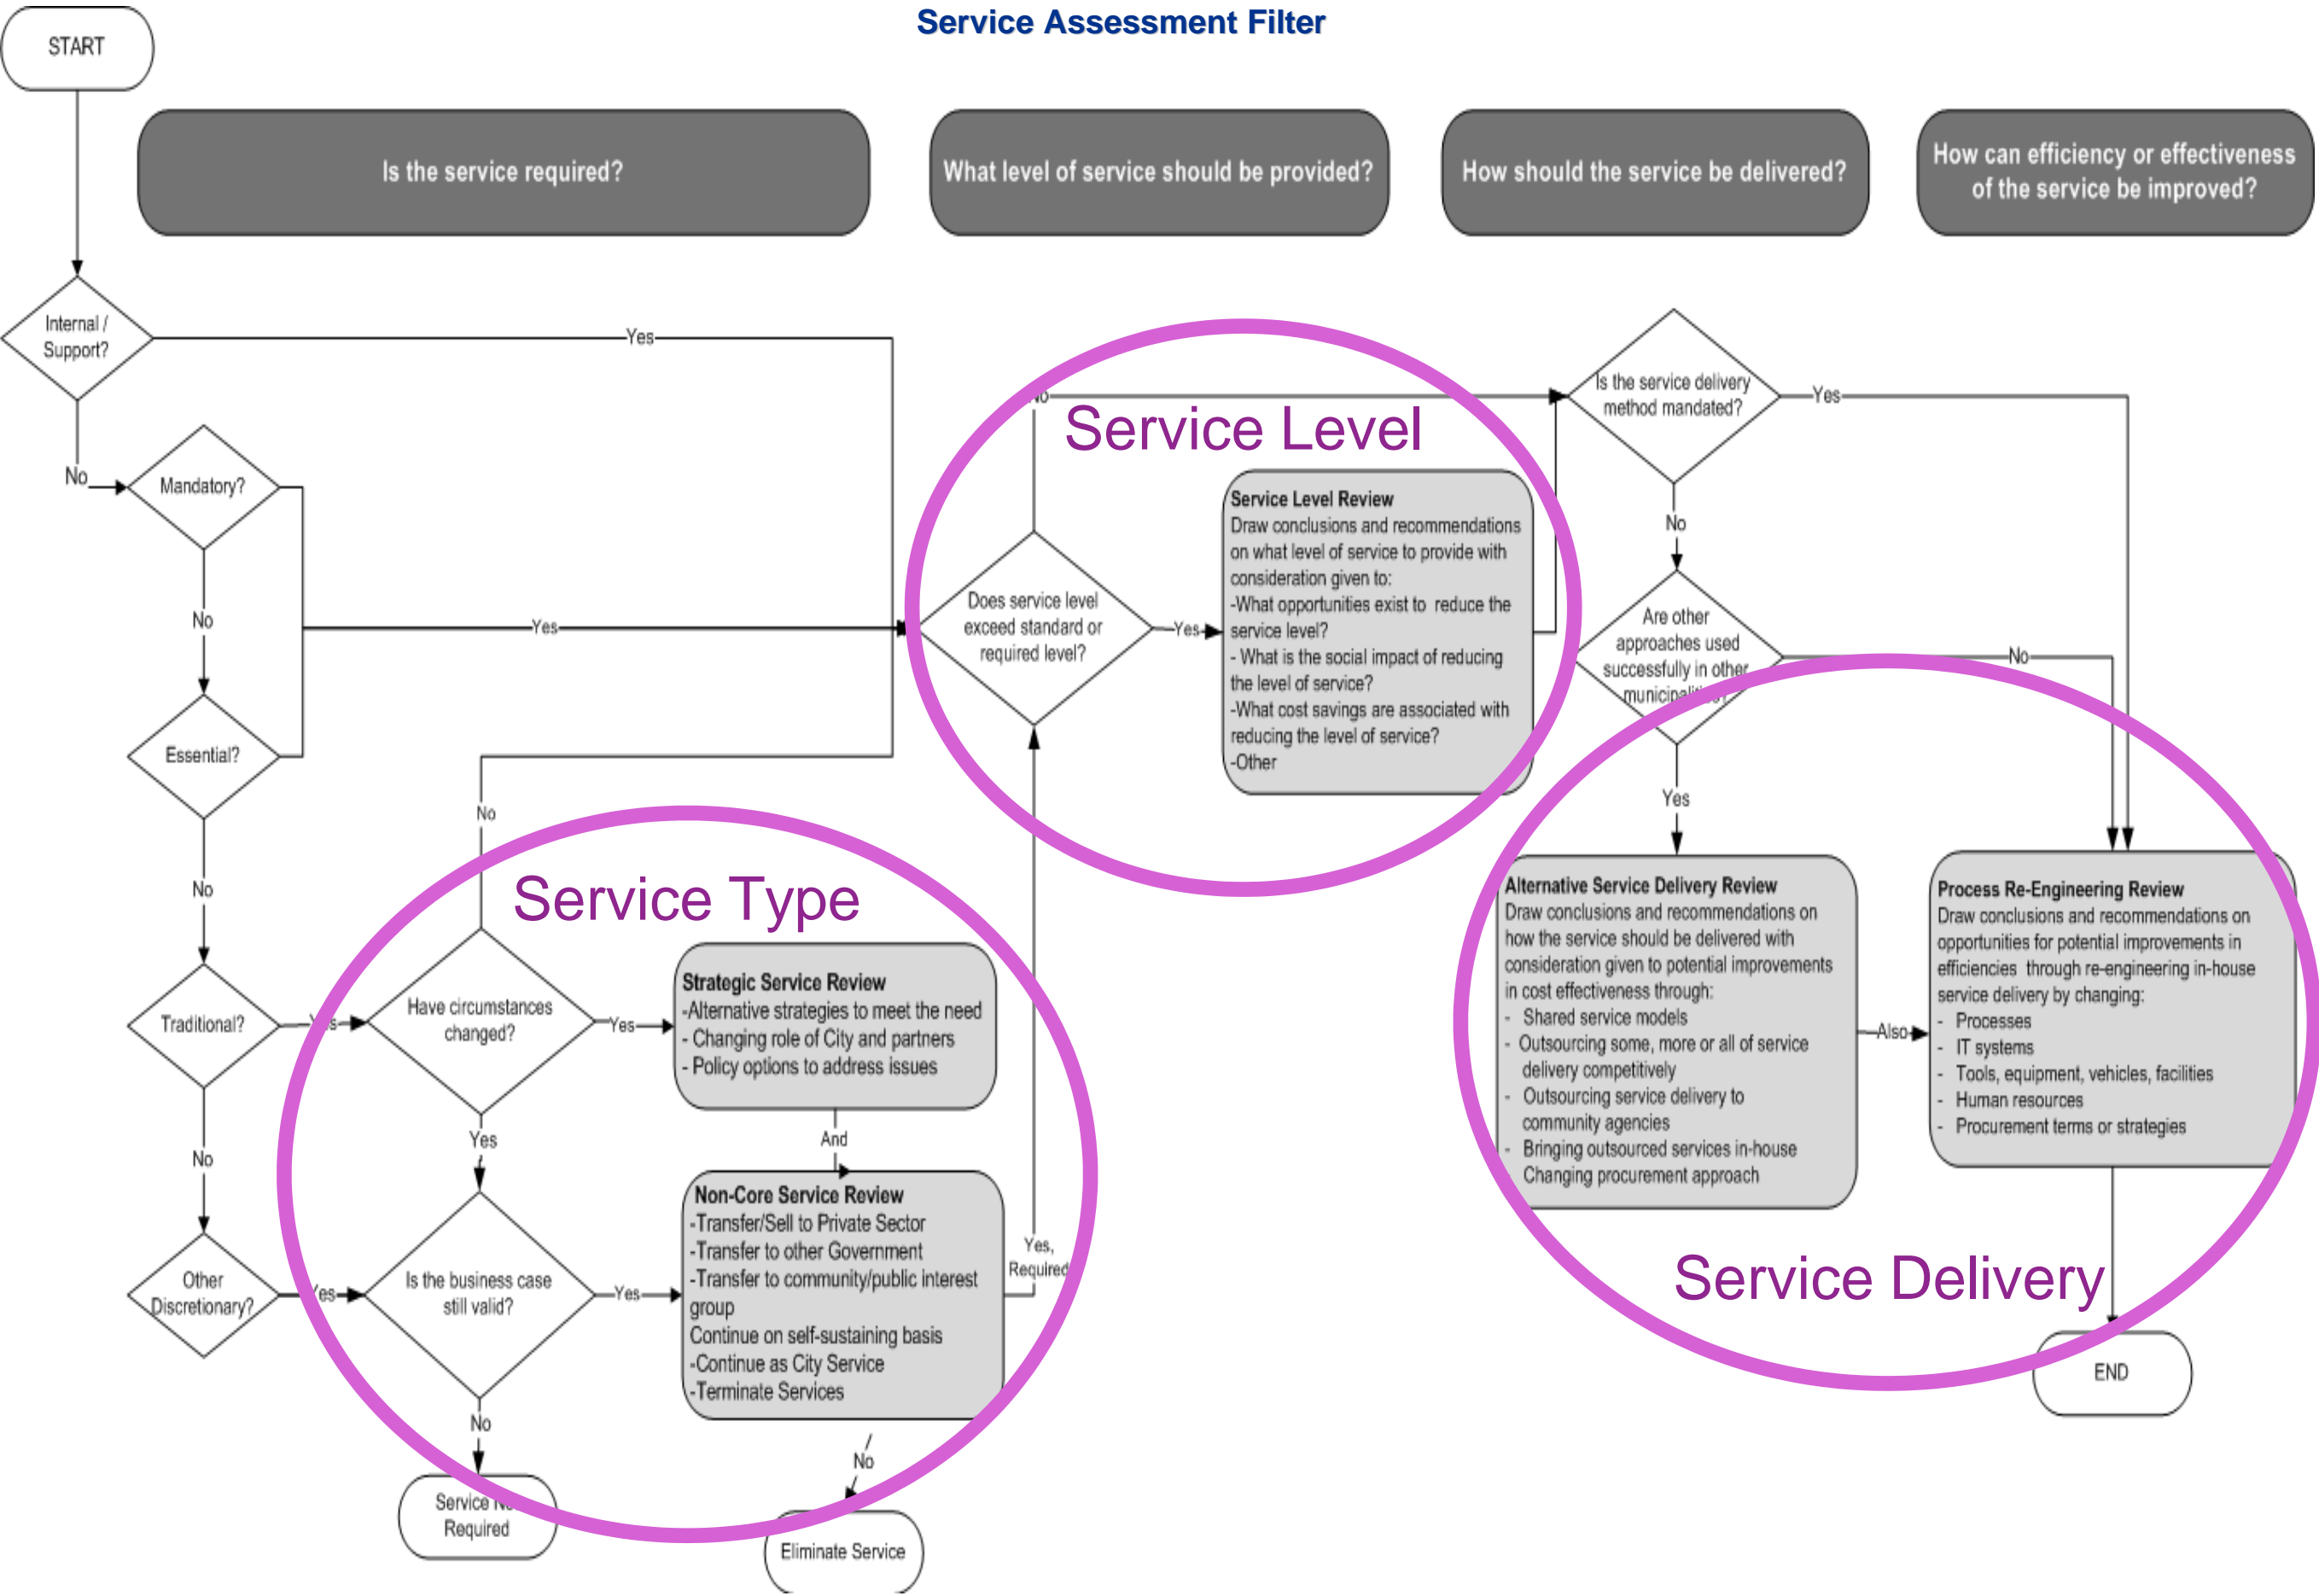 Service Assessment Filter
START
Is the service required?
What level of service should be provided?
How should the service be delivered?
How can efficiency or effectiveness
of the service be improved?
Internal /
Support?
Yes
No
Mandatory?
No
Yes
Essential?
No
Traditional?
Yes
No
Other
Discretionary?
Yes
Service Type
No
Have circumstances
changed?
Yes
Yes
Strategic Service Review
-Alternative strategies to meet the need
- Changing role of City and partners
- Policy options to address issues
And
Is the business case
still valid?
Yes
No
Non-Core Service Review
-Transfer/Sell to Private Sector
-Transfer to other Government
-Transfer to community/public interest
group
Continue on self-sustaining basis
-Continue as City Service
-Terminate Services
Yes,
Required
No
Service
Required
Eliminate Service
Service Level
No
Does service level
exceed standard or
required level?
Yes
Service Level Review
Draw conclusions and recommendations
on what level of service to provide with
consideration given to:
-What opportunities exist to reduce the
service level?
- What is the social impact of reducing
the level of service?
-What cost savings are associated with
reducing the level of service?
-Other
Is the service delivery
method mandated?
Yes
No
Are other
approaches used
successfully in other
municipalities?
No
Yes
Alternative Service Delivery Review
Draw conclusions and recommendations on
how the service should be delivered with
consideration given to potential improvements
in cost effectiveness through:
- Shared service models
- Outsourcing some, more or all of service
delivery competitively
- Outsourcing service delivery to
community agencies
- Bringing outsourced services in-house
Changing procurement approach
Also
Process Re-Engineering Review
Draw conclusions and recommendations on
opportunities for potential improvements in
efficiencies through re-engineering in-house
service delivery by changing:
- Processes
- IT systems
- Tools, equipment, vehicles, facilities
- Human resources
- Procurement terms or strategies
Service Delivery
END